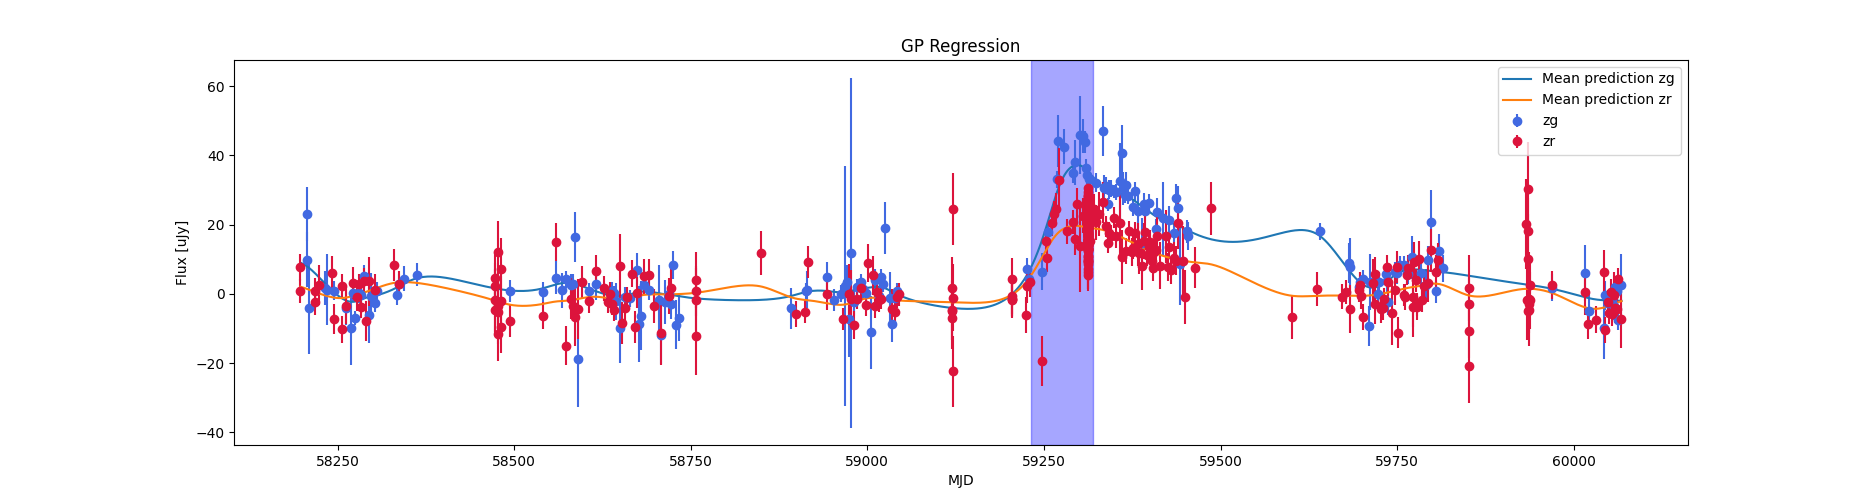 GP Regression
Flux [uJy]
60
40
20
0
−20
−40
58250 58500 58750 59000 59250 59500 59750 60000
MJD
Mean prediction zg
Mean prediction zr
zg
zr